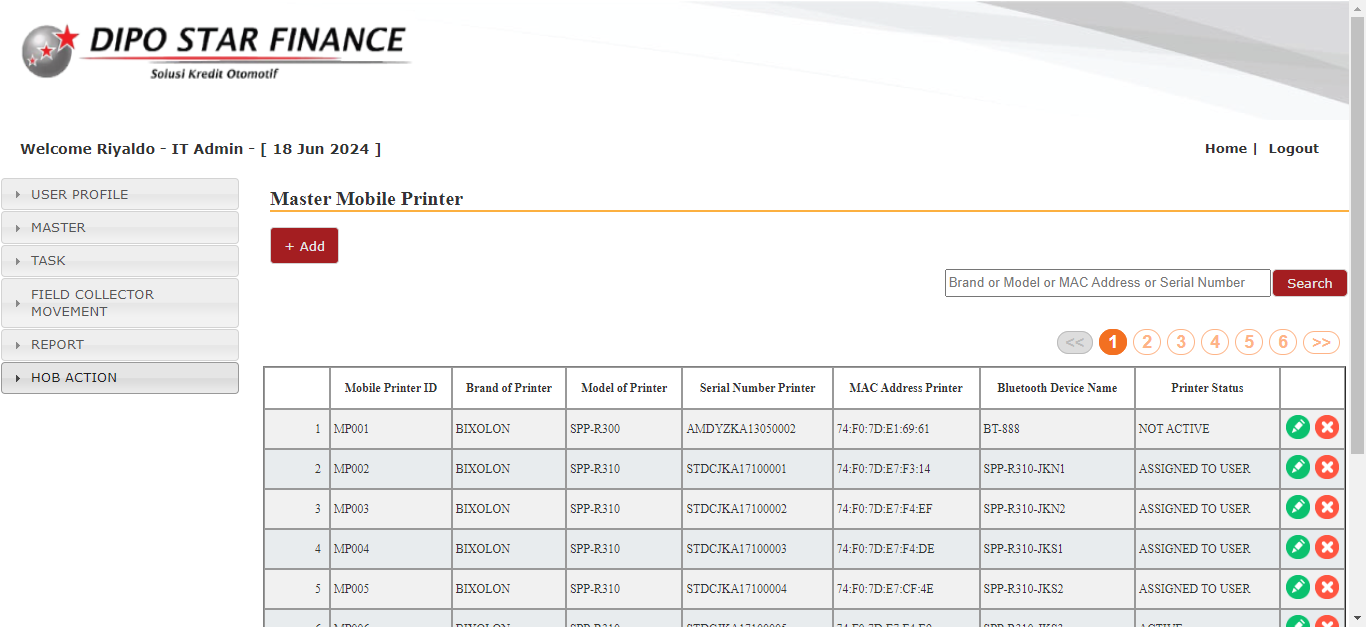 DIPO STAR FINANCE
Solusi Kredit Otomotif
Welcome Riyaldo - IT Admin - [ 18 Jun 2024 ]
Home | Logout
USER PROFILE
MASTER
TASK
FIELD COLLECTOR
MOVEMENT
REPORT
HOB ACTION
Master Mobile Printer
+ Add
Brand or Model or MAC Address or Serial Number Search
<< 1 2 3 4 5 6 >>
Mobile Printer ID Brand of Printer Model of Printer Serial Number Printer MAC Address Printer Bluetooth Device Name Printer Status
1 MP001 BIXOLON SPP-R300 AMDYZKA13050002 74:F0:7D:E1:69:61 BT-888 NOT ACTIVE
2 MP002 BIXOLON SPP-R310 STDCJKA17100001 74:F0:7D:E7:F3:14 SPP-R310-JKN1 ASSIGNED TO USER
3 MP003 BIXOLON SPP-R310 STDCJKA17100002 74:F0:7D:E7:F4:EF SPP-R310-JKN2 ASSIGNED TO USER
4 MP004 BIXOLON SPP-R310 STDCJKA17100003 74:F0:7D:E7:F4:DE SPP-R310-JKS1 ASSIGNED TO USER
5 MP005 BIXOLON SPP-R310 STDCJKA17100004 74:F0:7D:E7:CF:4E SPP-R310-JKS2 ASSIGNED TO USER